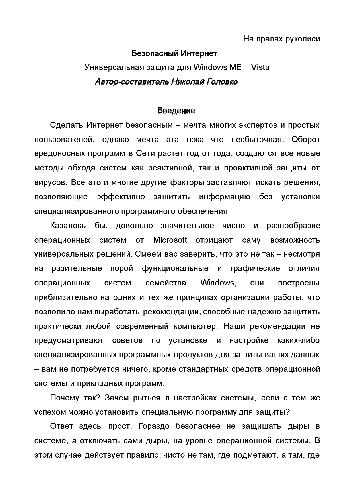 На правах рукописи
Безопасный Интернет
Универсальная защита для Windows ME – Vista
Автор-составитель Николай Головко
Введение
Сделать Интернет безопасным – мечта многих экспертов и простых
пользователей, однако мечта эта пока что несбыточная. Оборот
вредоносных программ в Сети растет год от года, создаются все новые
методы обхода систем как реактивной, так и проактивной защиты от
вирусов. Все это и многие другие факторы заставляют искать решения,
позволяющие эффективно защитить информацию без установки
специализированного программного обеспечения.
Казалось бы, довольно значительное число и разнообразие
операционных систем от Microsoft отрицают саму возможность
универсальных решений. Смеем вас заверить, что это не так – несмотря
на разительные порой функциональные и графические отличия
операционных систем семейства Windows, они построены
приблизительно на одних и тех же принципах организации работы, что
позволило нам выработать рекомендации, способные надежно защитить
практически любой современный компьютер. Наши рекомендации не
предусматривают советов по установке и настройке каких-либо
специализированных программных продуктов для защиты ваших данных
– вам не потребуется ничего, кроме стандартных средств операционной
системы и прикладных программ.
Почему так? Зачем рыться в настройках системы, если с тем же
успехом можно установить специальную программу для защиты?
Ответ здесь прост. Гораздо безопаснее не защищать дыры в
системе, а отключать сами дыры, на уровне операционной системы. В
этом случае действует правило: чисто не там, где подметают, а там, где